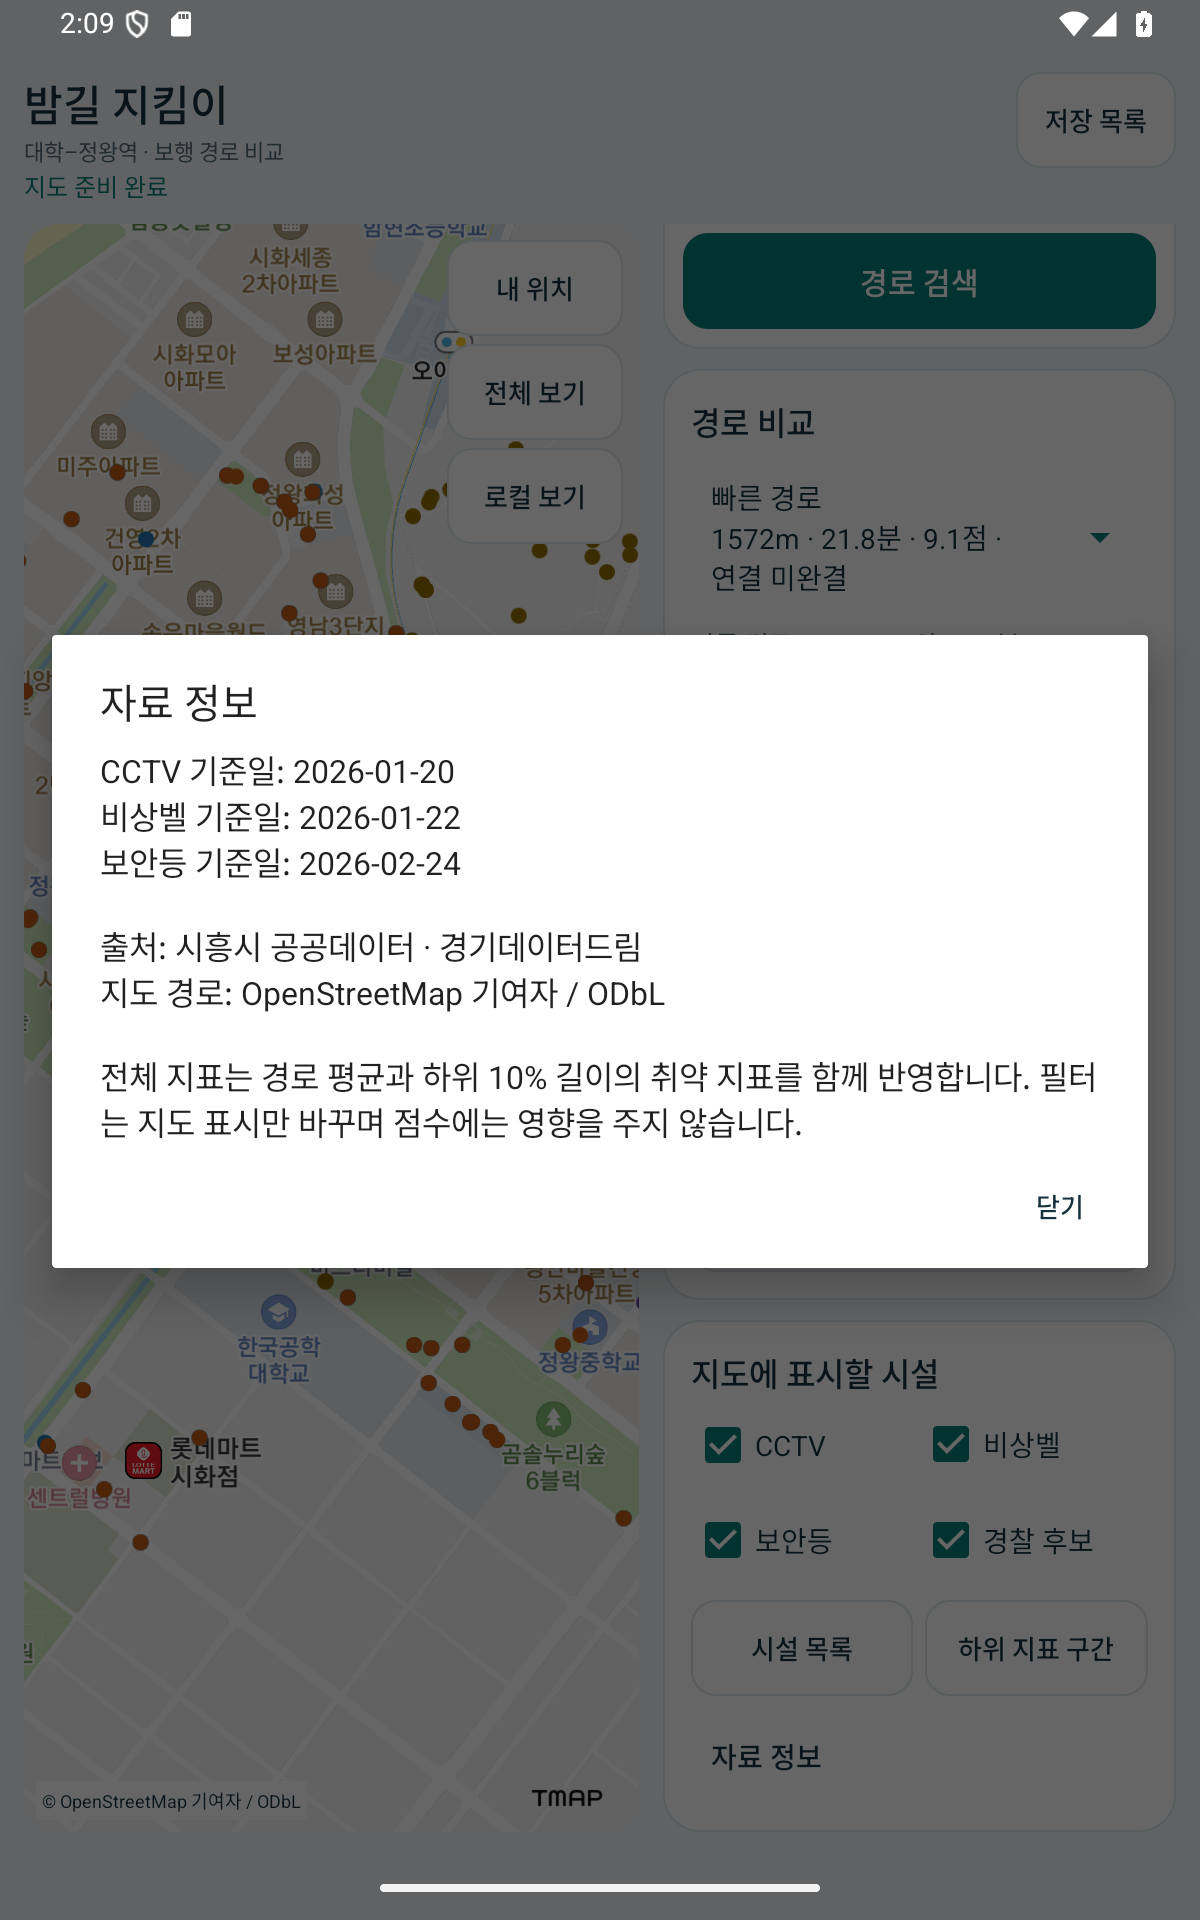 2:09
밤길 지킴이
대학–정왕역 · 보행 경로 비교
지도 준비 완료
저장 목록
함현초등학교
시화세종
2차아파트
시화모아
아파트
보성아파트
미주아파트
건영2차
아파트
아파트
영남3단지
오이
내 위치
전체 보기
로컬 보기
경로 검색
경로 비교
빠른 경로
1572m · 21.8분 · 9.1점 ·
연결 미완결
자료 정보
CCTV 기준일: 2026-01-20
비상벨 기준일: 2026-01-22
보안등 기준일: 2026-02-24
출처: 시흥시 공공데이터 · 경기데이터드림
지도 경로: OpenStreetMap 기여자 / ODbL
전체 지표는 경로 평균과 하위 10% 길이의 취약 지표를 함께 반영합니다. 필터
는 지도 표시만 바꾸며 점수에는 영향을 주지 않습니다.
닫기
5차아파트
한국공학
대학교
정왕중학교
롯데마트
시화점
LOTTE
MART
센트럴병원
곰솔누리숲
6블럭
© OpenStreetMap 기여자 / ODbL
TMAP
지도에 표시할 시설
CCTV
비상벨
보안등
경찰 후보
시설 목록
하위 지표 구간
자료 정보